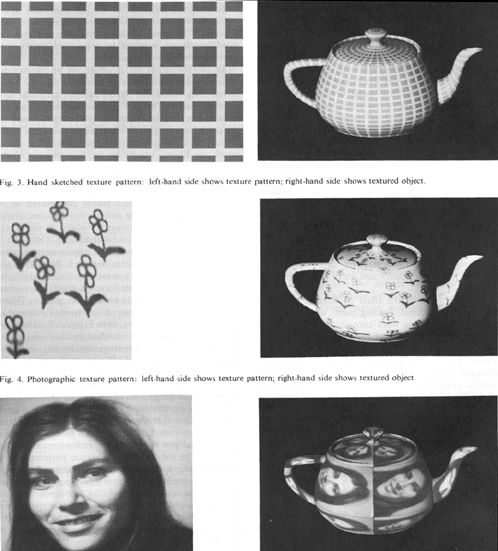 Fig. 3. Hand sketched texture pattern: left-hand side shows texture pattern; right-hand side shows textured object.
Fig. 4. Photographic texture pattern: left-hand side shows texture pattern; right-hand side shows textured object.